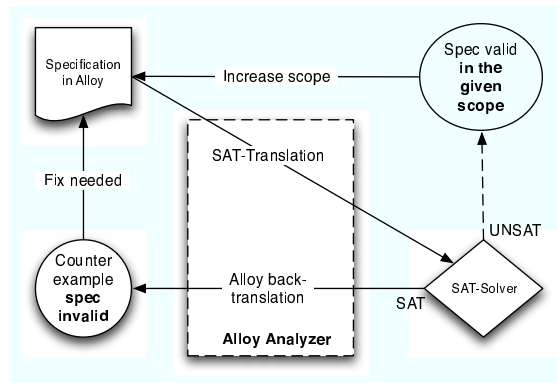 Specification
in Alloy
Increase scope
Spec valid
in the
given
scope
SAT-Translation
Fix needed
UNSAT
Counter
example
spec
invalid
Alloy back-
translation
SAT
SAT-Solver
Alloy Analyzer